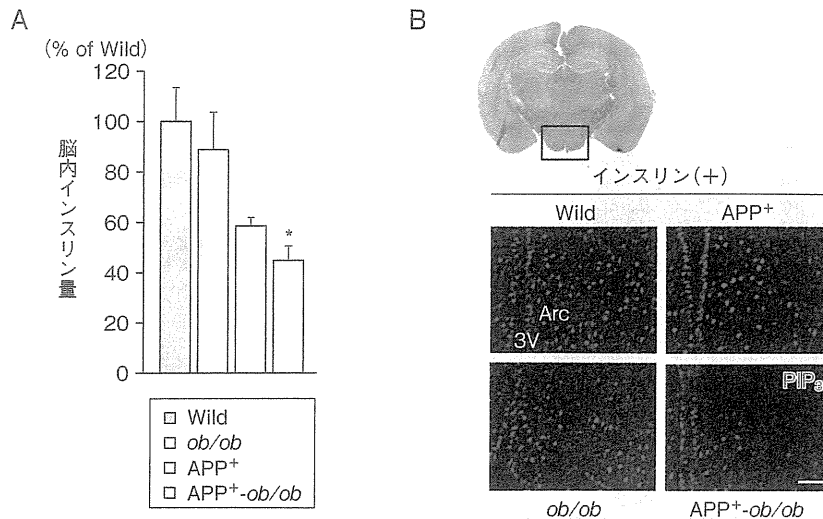 A
(% of Wild)
120
100
80
60
40
20
0
脳内インスリン量
*
Wild
ob/ob
APP+
APP+-ob/ob
B
インスリン(+)
Wild
APP+
Arc
3V
PIP3
ob/ob
APP+-ob/ob